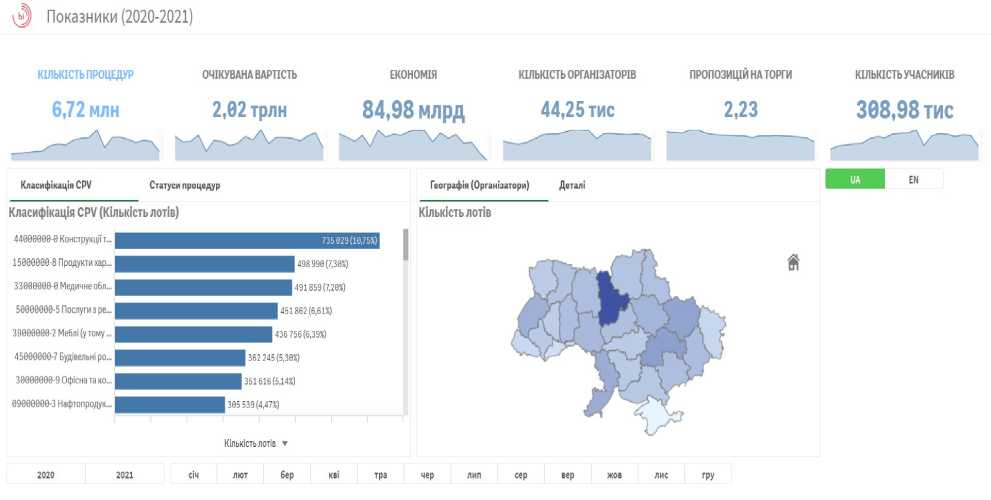 Показники (2020-2021)
КІЛЬКІСТЬ ПРОЦЕДУР
6,72 млн
ОЧІКУВАНА ВАРТІСТЬ
2,02 трлн
ЕКОНОМІЯ
84,98 млрд
КІЛЬКІСТЬ ОРГАНІЗАТОРІВ
44,25 тис
ПРОПОЗИЦІЙ НА ТОРГИ
2,23
КІЛЬКІСТЬ УЧАСНИКІВ
308,98 тис
Класифікація CPV
Статуси процедур
Класифікація CPV (Кількість лотів)
44000000-0 Конструкції т...
735 029 (10,75%)
15000000-8 Продукти хар...
498 990 (7,30%)
33000000-0 Медичне обл...
491 859 (7,20%)
50000000-5 Послуги з ре...
451 862 (6,61%)
39000000-2 Меблі (у тому ...
436 756 (6,39%)
45000000-7 Будівельні ро...
362 245 (5,30%)
30000000-9 Офісна та ко...
351 616 (5,14%)
09000000-3 Нафтопродук...
305 539 (4,47%)
Кількість лотів
Географія (Організатори)
Деталі
Кількість лотів
UA
EN
2020
2021
січ
лют
бер
кві
тра
чер
лип
сер
вер
жов
лис
гру